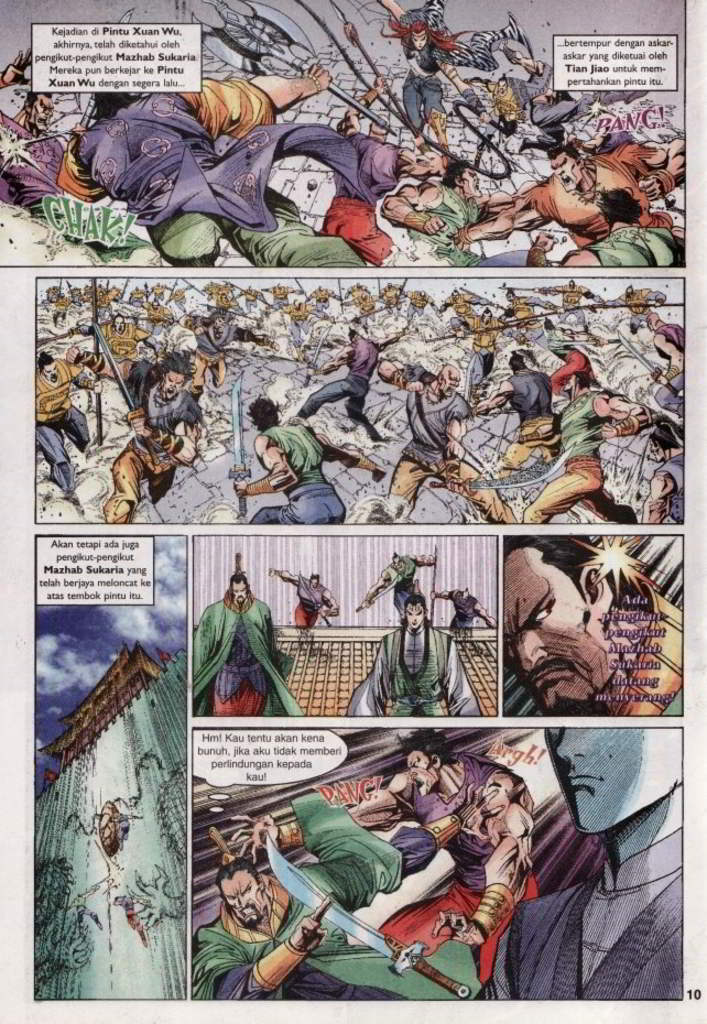 Kejadian di Pintu Xuan Wu,
akhirnya, telah diketahui oleh
pengikut-pengikut Mazhab Sukaria.
Mereka pun berkejar ke Pintu
Xuan Wu dengan segera lalu...
...bertempur dengan askar-
askar yang diketuai oleh
Tian Jiao untuk mem-
pertahankan pintu itu.
PANG!
CHAK!
Akan tetapi ada juga
pengikut-pengikut
Mazhab Sukaria yang
telah berjaya meloncat ke
atas tembok pintu itu.
Ada
pengikut-
pengikut
Mazhab
Sukaria
datang
menyerang!
Hm! Kau tentu akan kena
bunuh, jika aku tidak memberi
perlindungan kepada
kau!
PANG!
Argh!
10